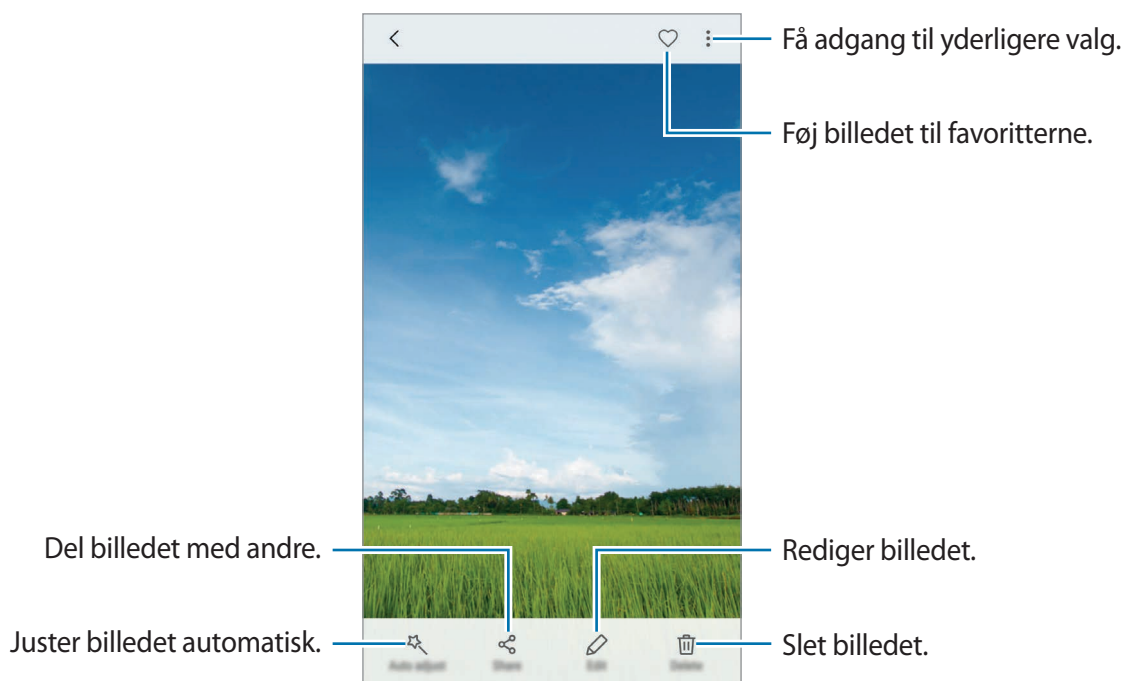 Få adgang til yderligere valg.
Føj billedet til favoritterne.
Del billedet med andre.
Rediger billedet.
Juster billedet automatisk.
Slet billedet.
Auto adjust
Share
Edit
Delete